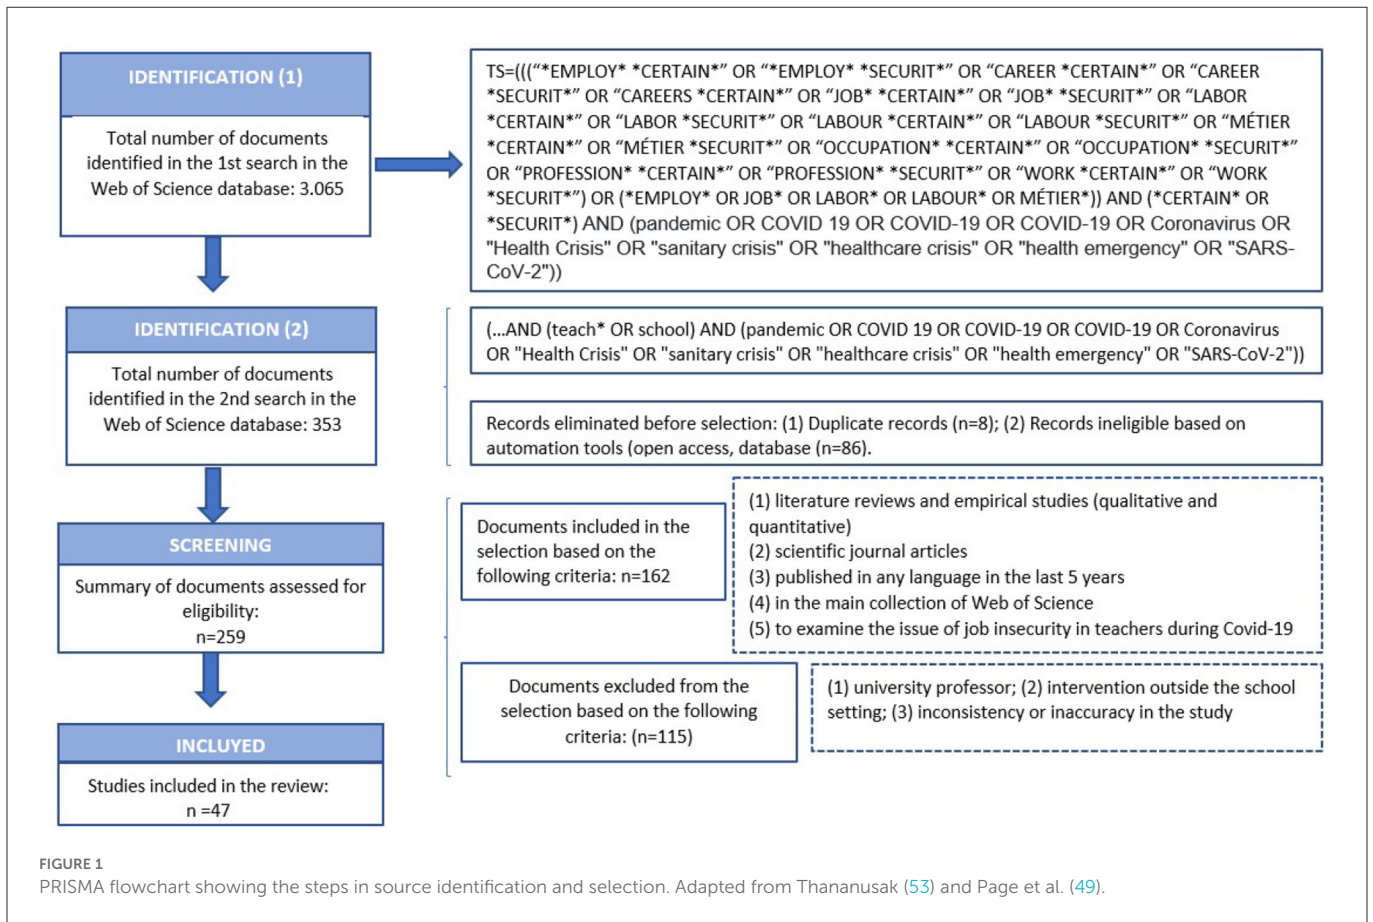 IDENTIFICATION (1)
Total number of documents
identified in the 1st search in the
Web of Science database: 3.065
TS=(((“*EMPLOY* *CERTAIN*” OR “*EMPLOY* *SECURIT*” OR “CAREER *CERTAIN*” OR “CAREER
*SECURIT*” OR “CAREERS *CERTAIN*” OR “JOB* *CERTAIN*” OR “JOB* *SECURIT*” OR “LABOR
*CERTAIN*” OR “LABOR *SECURIT*” OR “LABOUR *CERTAIN*” OR “LABOUR *SECURIT*” OR “MÉTIER
*CERTAIN*” OR “MÉTIER *SECURIT*” OR “OCCUPATION* *CERTAIN*” OR “OCCUPATION* *SECURIT*”
OR “PROFESSION* *CERTAIN*” OR “PROFESSION* *SECURIT*” OR “WORK *CERTAIN*” OR “WORK
*SECURIT*”) OR (*EMPLOY* OR JOB* OR LABOR* OR LABOUR* OR MÉTIER*)) AND (*CERTAIN* OR
*SECURIT*) AND (pandemic OR COVID 19 OR COVID-19 OR COVID-19 OR Coronavirus OR
"Health Crisis" OR "sanitary crisis" OR "healthcare crisis" OR "health emergency" OR "SARS-
CoV-2"))
IDENTIFICATION (2)
Total number of documents
identified in the 2nd search in the
Web of Science database: 353
(...AND (teach* OR school) AND (pandemic OR COVID 19 OR COVID-19 OR COVID-19 OR Coronavirus
OR "Health Crisis" OR "sanitary crisis" OR "healthcare crisis" OR "health emergency" OR "SARS-CoV-2"))
Records eliminated before selection: (1) Duplicate records (n=8); (2) Records ineligible based on
automation tools (open access, database (n=86).
SCREENING
Summary of documents assessed for
eligibility:
n=259
Documents included in the
selection based on the
following criteria: n=162
(1) literature reviews and empirical studies (qualitative and
quantitative)
(2) scientific journal articles
(3) published in any language in the last 5 years
(4) in the main collection of Web of Science
(5) to examine the issue of job insecurity in teachers during Covid-19
Documents excluded from the
selection based on the following
criteria: (n=115)
(1) university professor; (2) intervention outside the school
setting; (3) inconsistency or inaccuracy in the study
INCLUYED
Studies included in the review:
n =47
FIGURE 1
PRISMA flowchart showing the steps in source identification and selection. Adapted from Thananusak (53) and Page et al. (49).